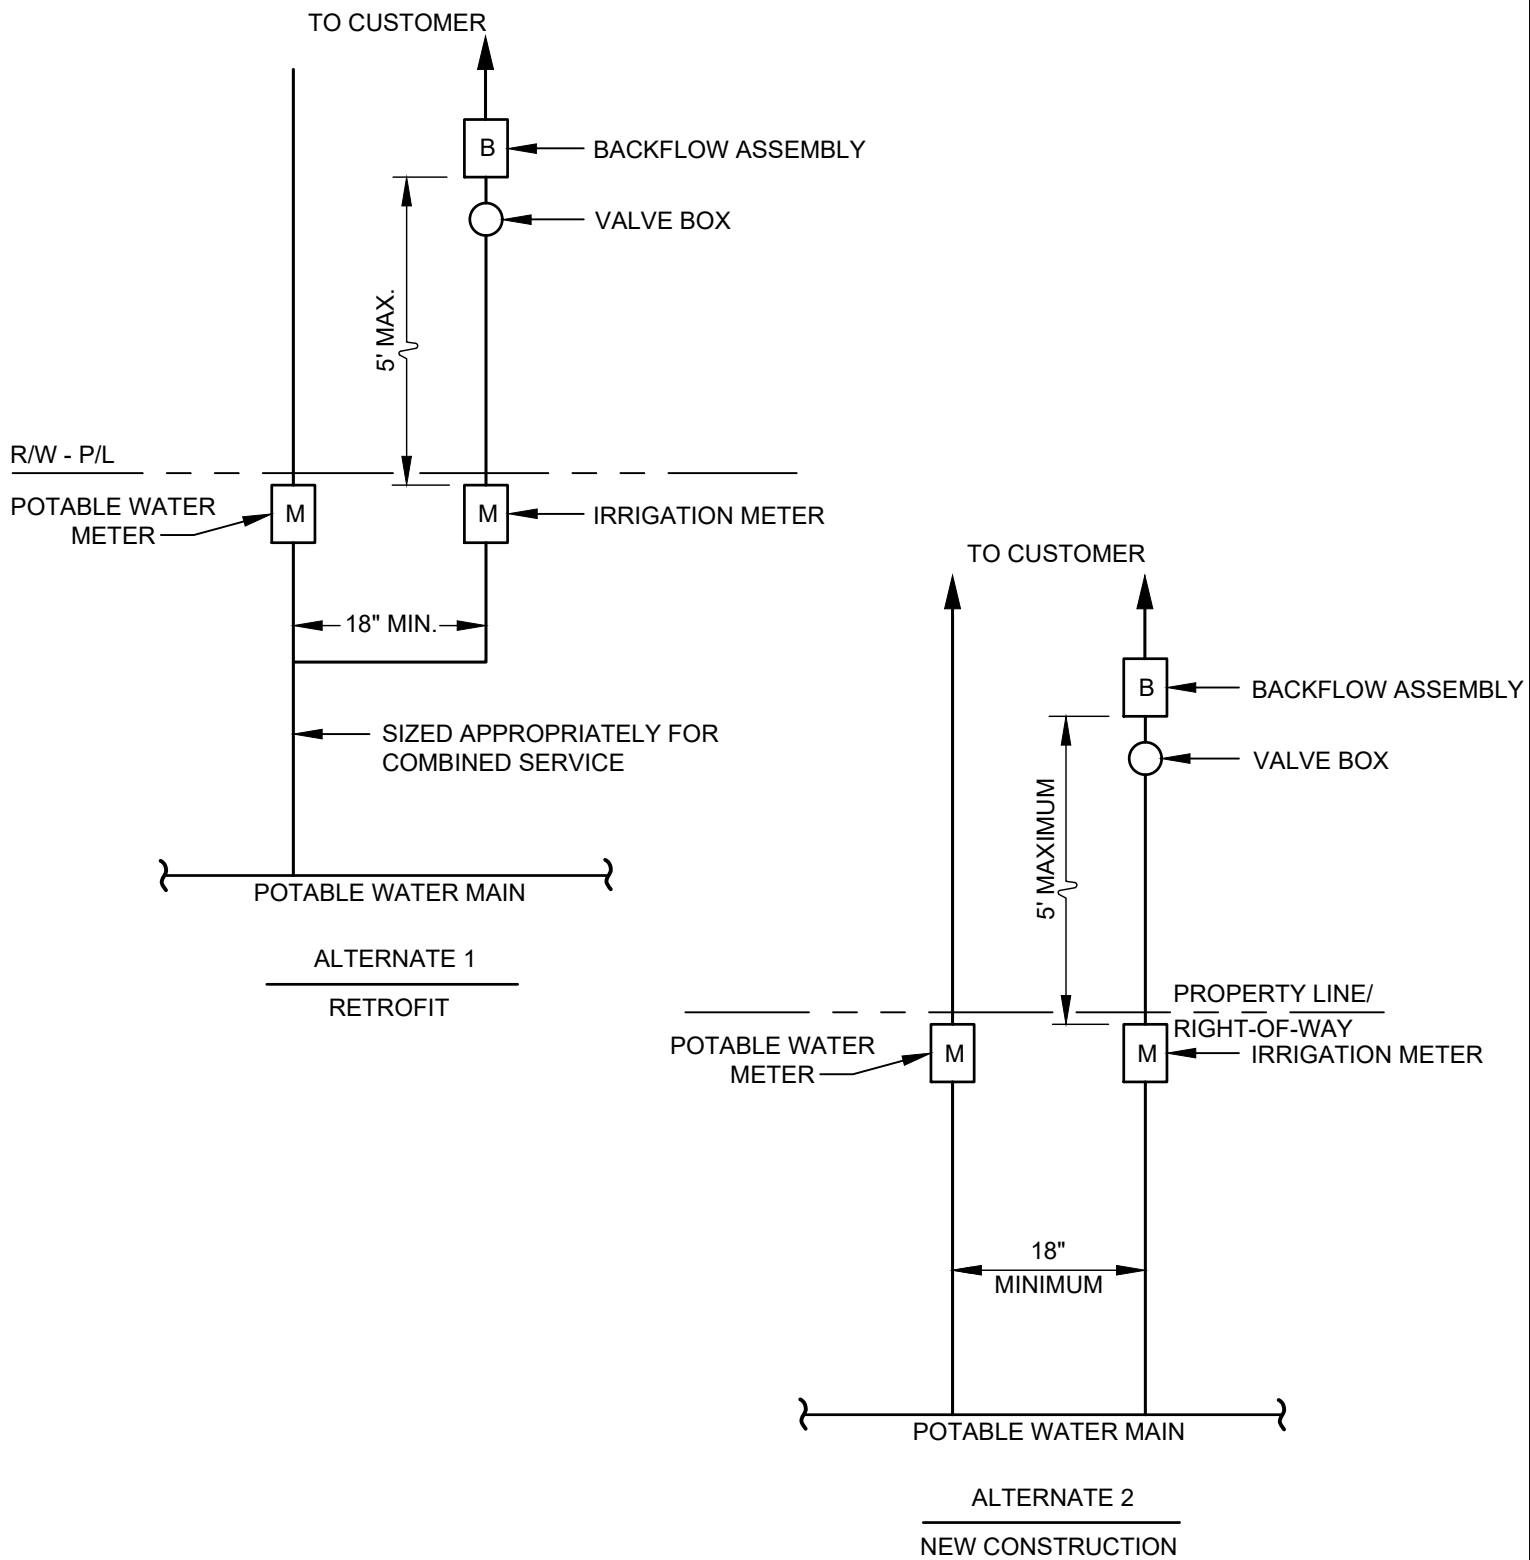 TO CUSTOMER
B
BACKFLOW ASSEMBLY
VALVE BOX
5' MAX.
R/W - P/L
POTABLE WATER
METER
M
M
IRRIGATION METER
18" MIN.
SIZED APPROPRIATELY FOR
COMBINED SERVICE
POTABLE WATER MAIN
ALTERNATE 1
RETROFIT
TO CUSTOMER
B
BACKFLOW ASSEMBLY
VALVE BOX
5' MAXIMUM
PROPERTY LINE/
RIGHT-OF-WAY
POTABLE WATER
METER
M
M
IRRIGATION METER
18"
MINIMUM
POTABLE WATER MAIN
ALTERNATE 2
NEW CONSTRUCTION